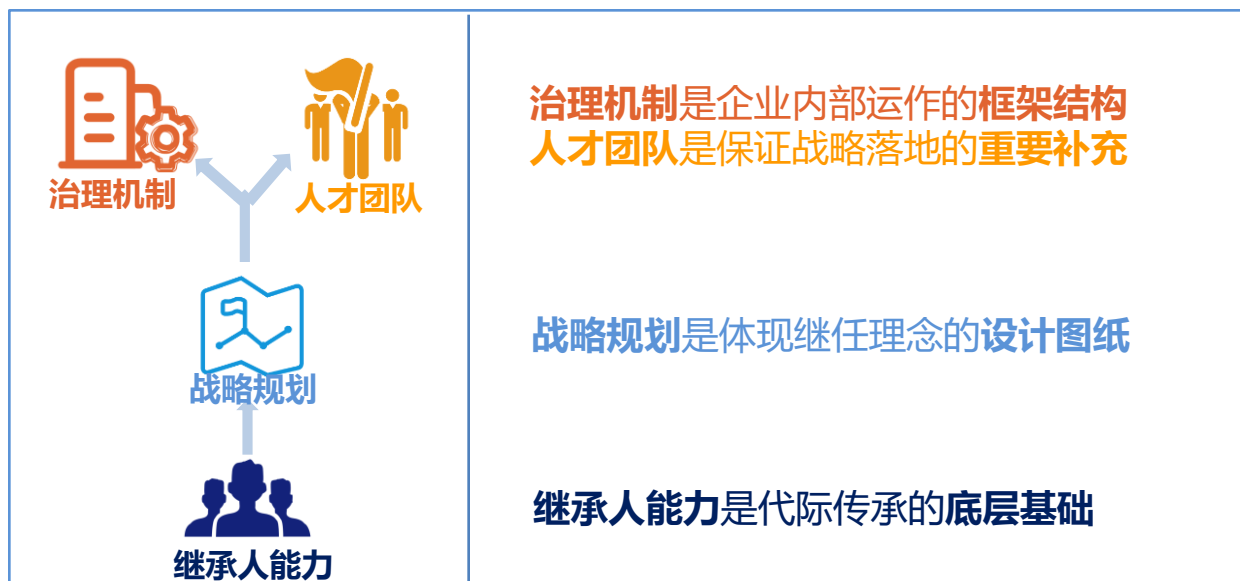 治理机制
人才团队
战略规划
继承人能力
治理机制是企业内部运作的框架结构
人才团队是保证战略落地的重要补充
战略规划是体现继任理念的设计图纸
继承人能力是代际传承的底层基础